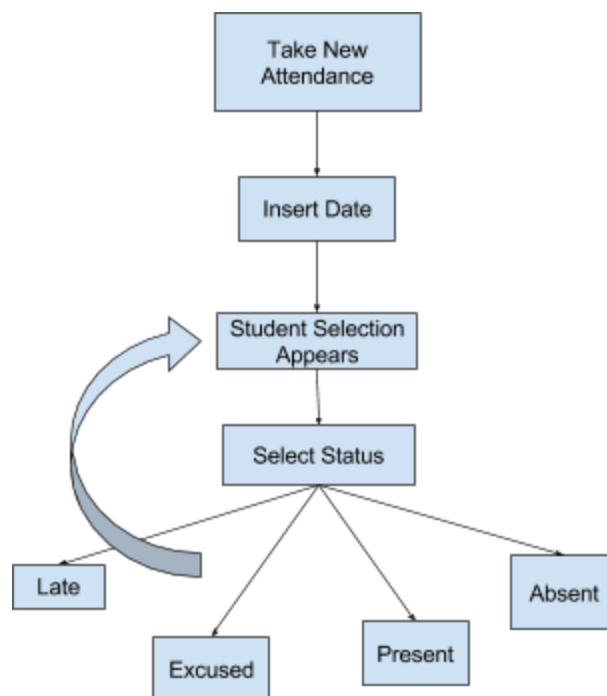 Take New
Attendance
Insert Date
Student Selection
Appears
Select Status
Late
Excused
Present
Absent